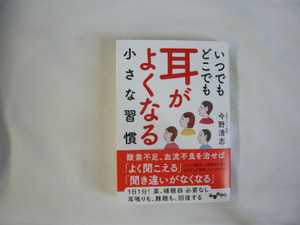 いつでも
どこでも
耳が
よくなる
小さな習慣
今野清志
酸素不足、血流不良を治せば
「よく聞こえる」
「聞き違いがなくなる」
1日1分！薬、補聴器 必要なし
耳鳴りも、難聴も、回復する